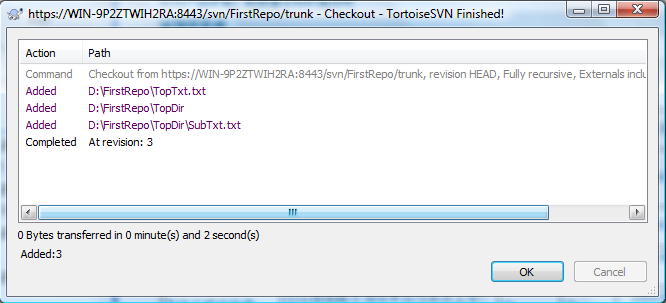 https://WIN-9P2ZTWIH2RA:8443/svn/FirstRepo/trunk - Checkout - TortoiseSVN Finished!
Action Path
Command Checkout from https://WIN-9P2ZTWIH2RA:8443/svn/FirstRepo/trunk, revision HEAD, Fully recursive, Externals inclu
Added D:\FirstRepo\TopTxt.txt
Added D:\FirstRepo\TopDir
Added D:\FirstRepo\TopDir\SubTxt.txt
Completed At revision: 3
0 Bytes transferred in 0 minute(s) and 2 second(s)
Added:3
OK Cancel